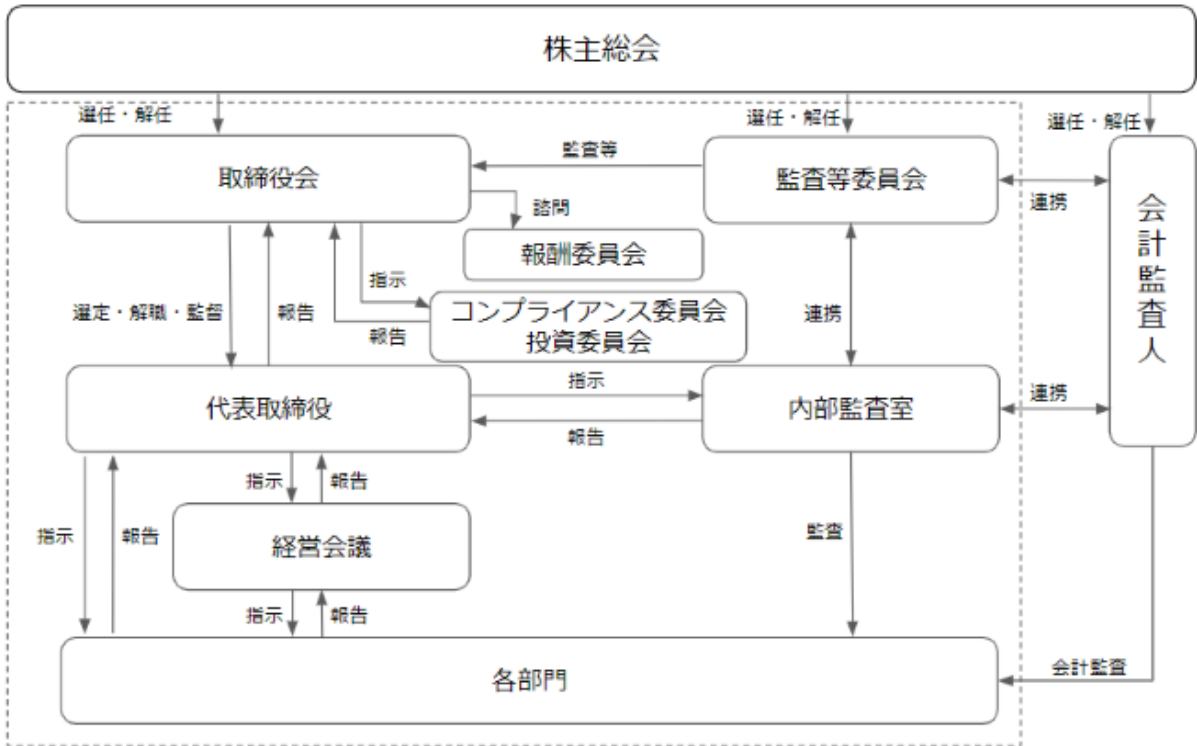 株主総会
選任・解任
選任・解任
選任・解任
取締役会
監査等
監査等委員会
連携
会計監査人
諮問
報酬委員会
指示
コンプライアンス委員会
投資委員会
報告
選定・解職・監督
報告
連携
代表取締役
指示
報告
内部監査室
連携
指示
報告
指示
報告
経営会議
監査
指示
報告
各部門
会計監査